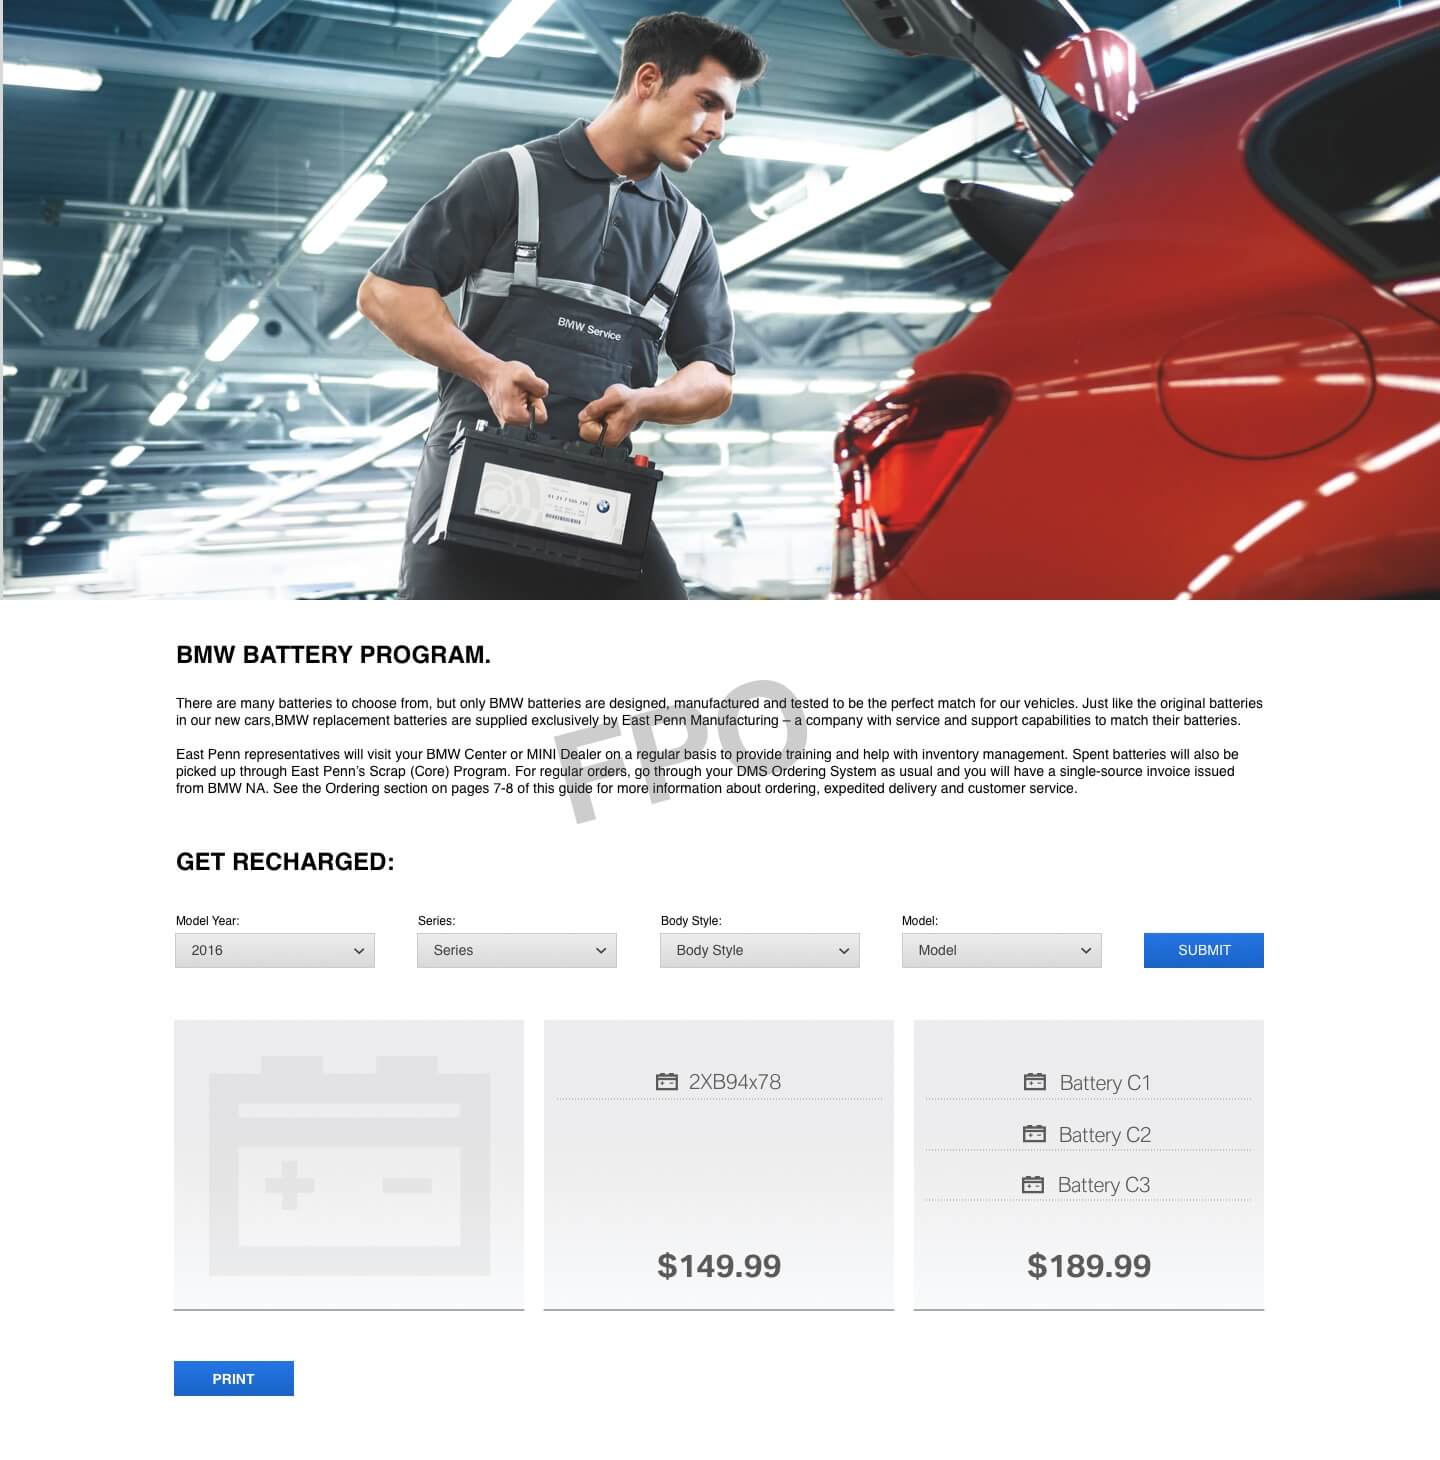 BMW Service
BMW BATTERY PROGRAM.
There are many batteries to choose from, but only BMW batteries are designed, manufactured and tested to be the perfect match for our vehicles. Just like the original batteries
in our new cars,BMW replacement batteries are supplied exclusively by East Penn Manufacturing – a company with service and support capabilities to match their batteries.
East Penn representatives will visit your BMW Center or MINI Dealer on a regular basis to provide training and help with inventory management. Spent batteries will also be
picked up through East Penn’s Scrap (Core) Program. For regular orders, go through your DMS Ordering System as usual and you will have a single-source invoice issued
from BMW NA. See the Ordering section on pages 7-8 of this guide for more information about ordering, expedited delivery and customer service.
FPO
GET RECHARGED:
Model Year: Series: Body Style: Model:
2016 Series Body Style Model SUBMIT
2XB94x78 Battery C1
Battery C2
Battery C3
$149.99 $189.99
PRINT